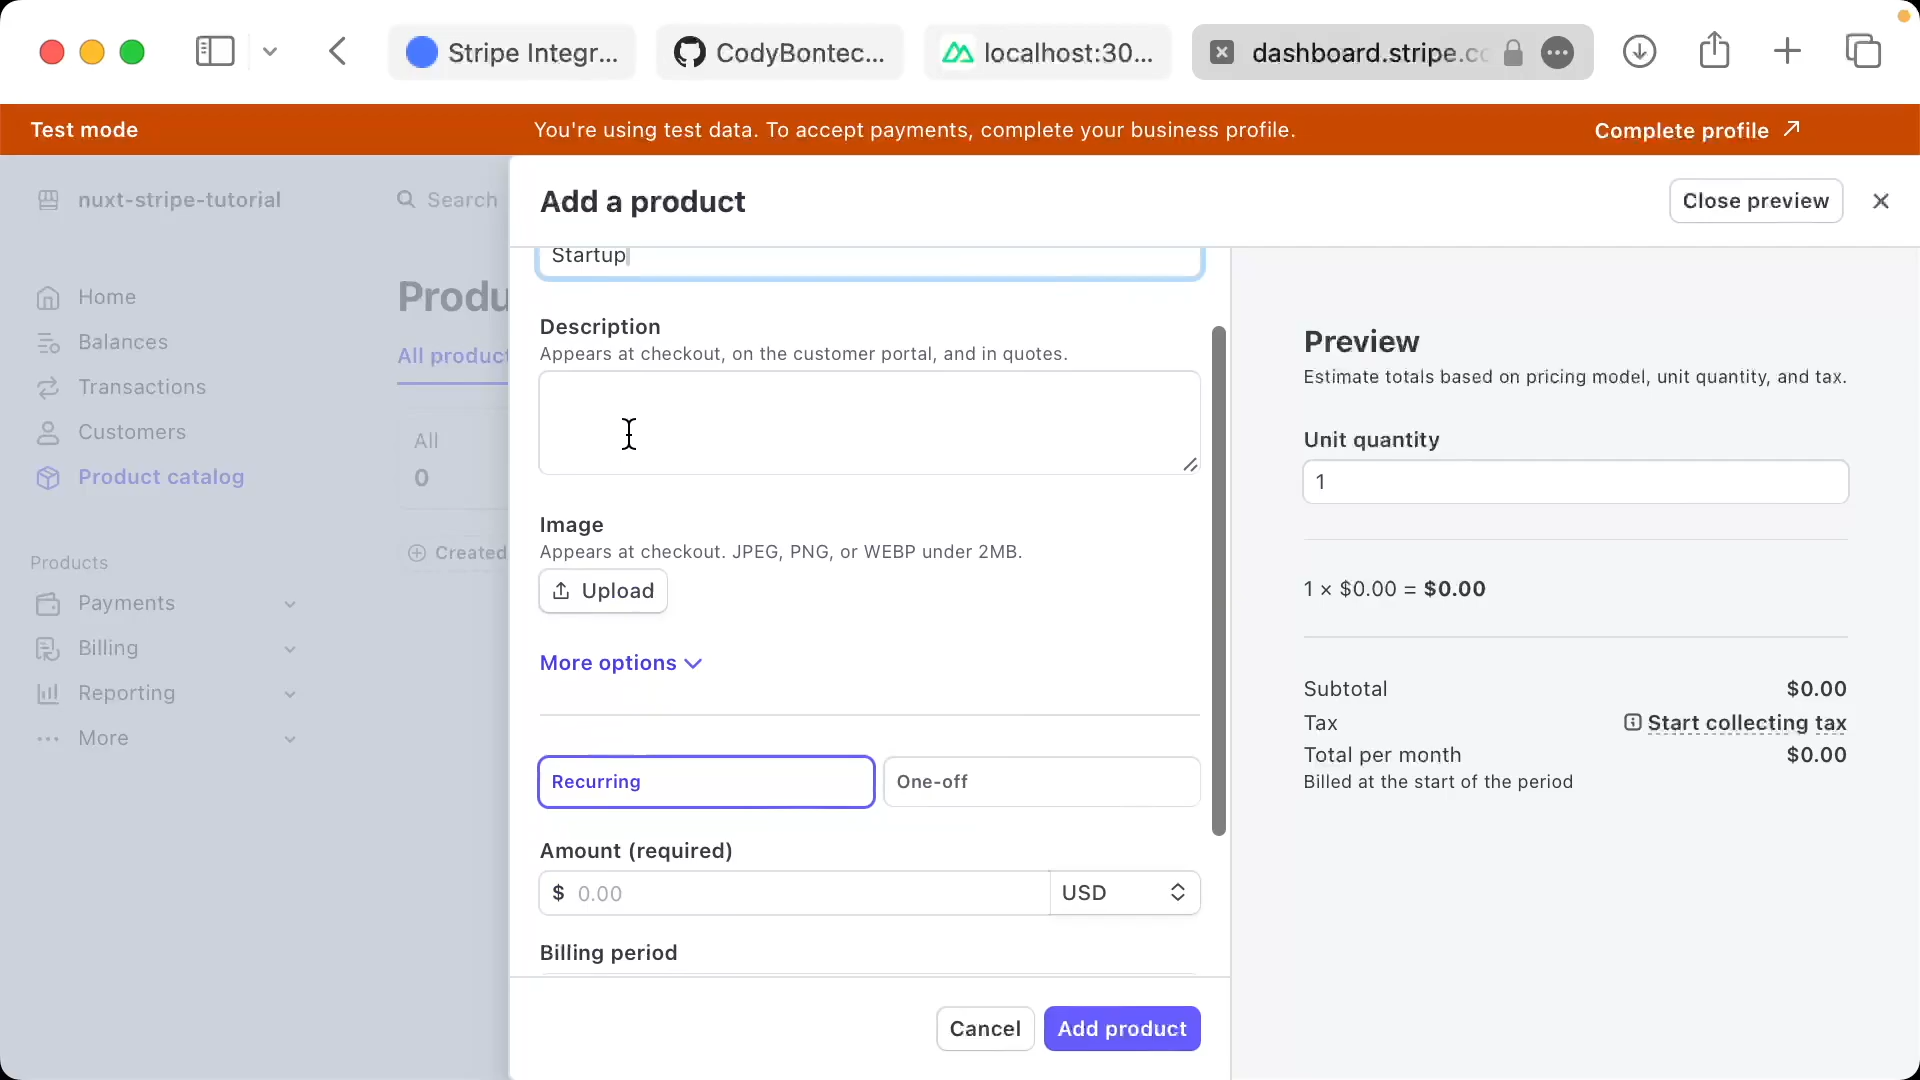 Stripe Integr...
CodyBontec...
localhost:30...
dashboard.stripe.cc
Test mode
You're using test data. To accept payments, complete your business profile.
Complete profile
nuxt-stripe-tutorial
Search
Home
Balances
Transactions
Customers
Product catalog
Products
Payments
Billing
Reporting
More
Produ
All product
All
0
Created
Add a product
Close preview
Startup
Description
Appears at checkout, on the customer portal, and in quotes.
Image
Appears at checkout. JPEG, PNG, or WEBP under 2MB.
Upload
More options
Recurring
One-off
Amount (required)
$ 0.00
USD
Billing period
Cancel
Add product
Preview
Estimate totals based on pricing model, unit quantity, and tax.
Unit quantity
1
1 × $0.00 = $0.00
Subtotal $0.00
Tax Start collecting tax
Total per month $0.00
Billed at the start of the period